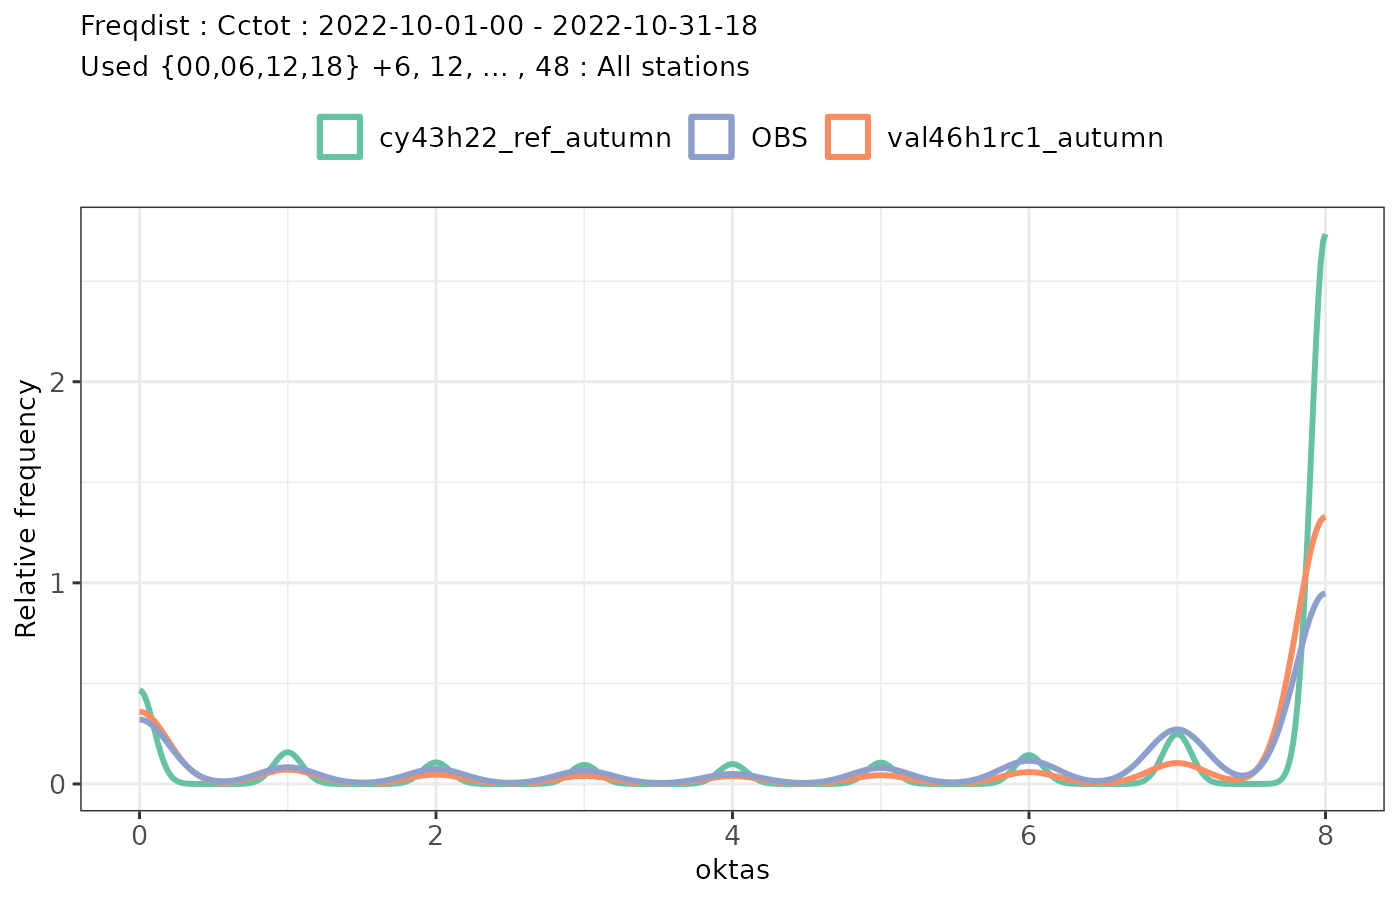 Freqdist : Cctot : 2022-10-01-00 - 2022-10-31-18
Used {00,06,12,18} +6, 12, ... , 48 : All stations
cy43h22_ref_autumn OBS val46h1rc1_autumn
Relative frequency
2
1
0
0 2 4 6 8
oktas